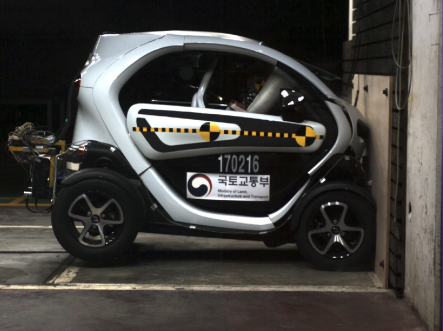 170216
국토교통부
Ministry of Land,
Infrastructure and Transport